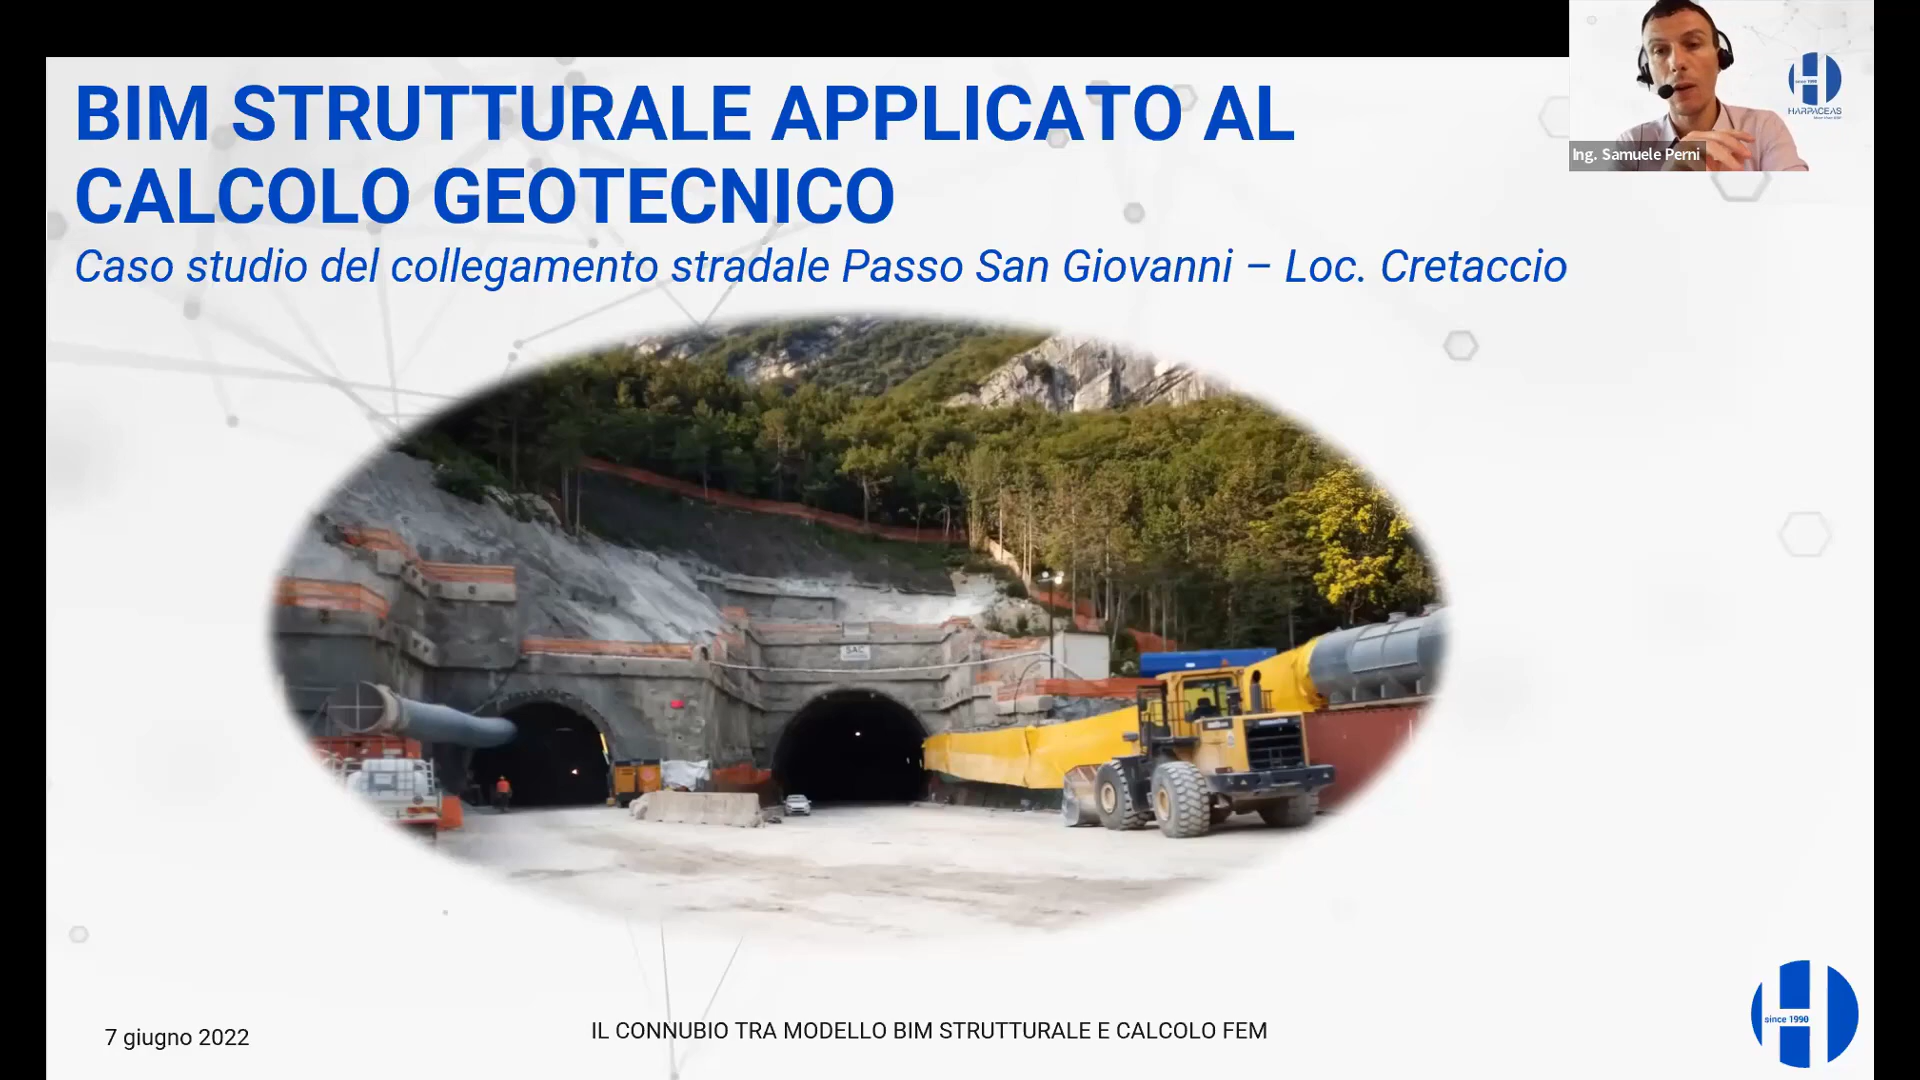 BIM STRUTTURALE APPLICATO AL
CALCOLO GEOTECNICO
Caso studio del collegamento stradale Passo San Giovanni – Loc. Cretaccio
HARPACEAS
Ing. Samuele Perni
SAC
7 giugno 2022
IL CONNUBIO TRA MODELLO BIM STRUTTURALE E CALCOLO FEM
since 1990